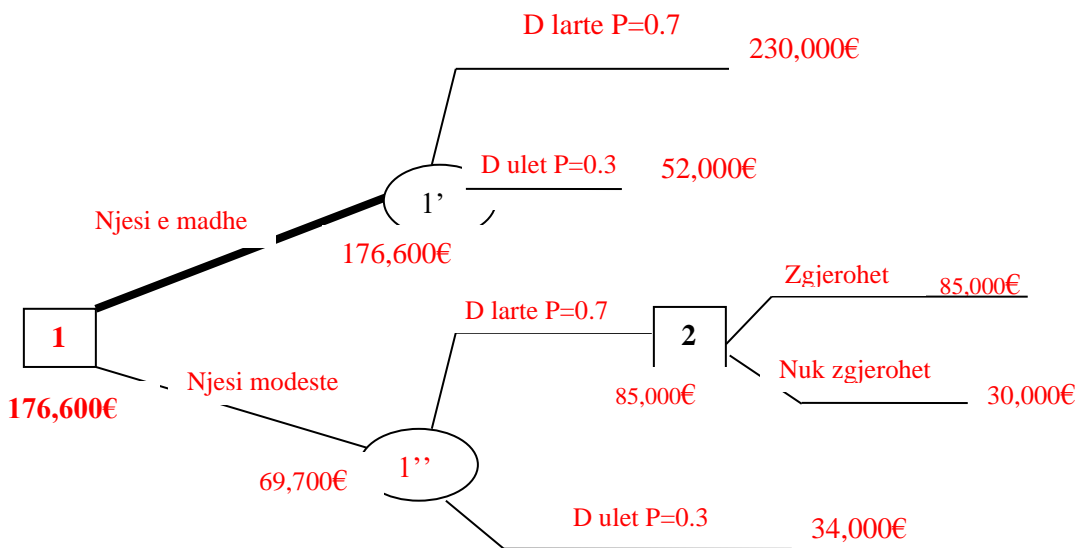 D larte P=0.7
230,000€
D ulet P=0.3
52,000€
1'
Njesi e madhe
176,600€
Zgjerohet
85,000€
D larte P=0.7
1
2
Njesi modeste
Nuk zgjerohet
85,000€
30,000€
176,600€
1’’
69,700€
D ulet P=0.3
34,000€